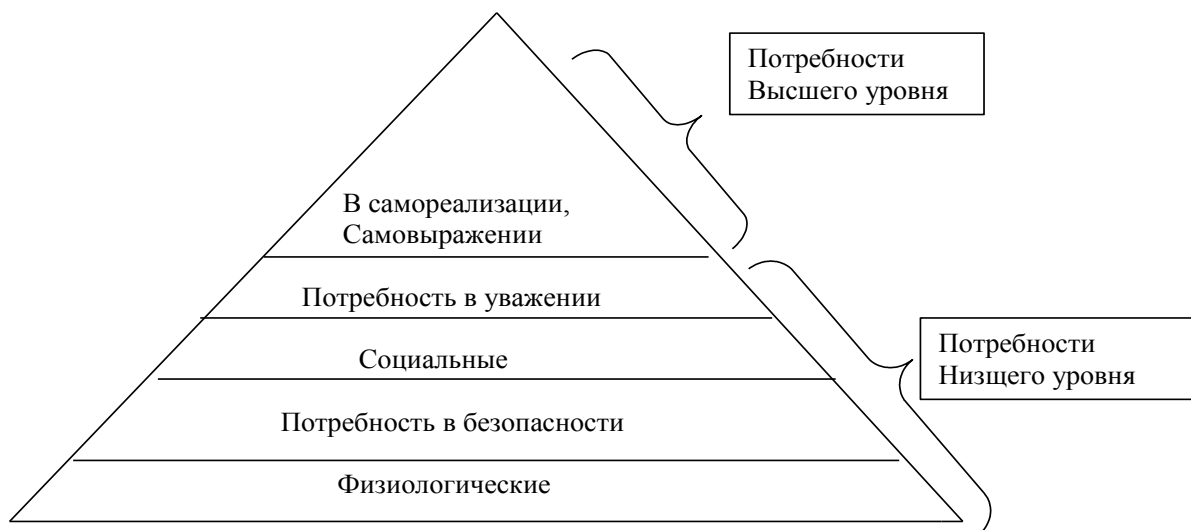 Потребности
Высшего уровня
В самореализации,
Самовыражении
Потребность в уважении
Социальные
Потребности
Низщего уровня
Потребность в безопасности
Физиологические